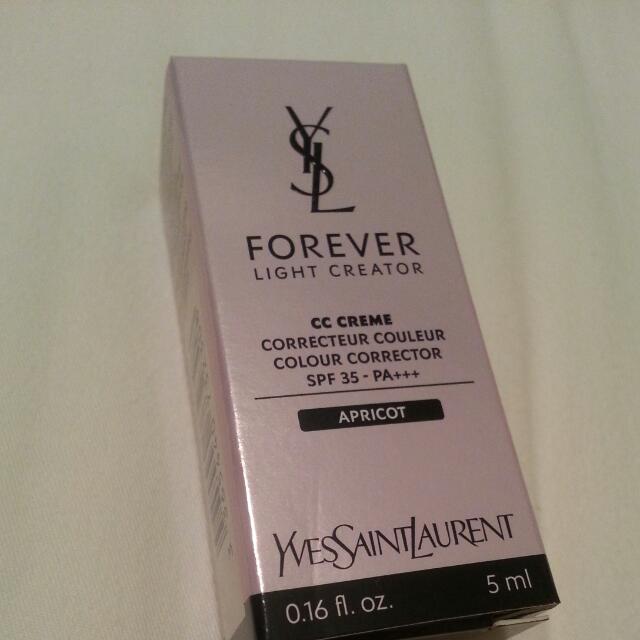 YSL
FOREVER
LIGHT CREATOR
CC CREME
CORRECTEUR COULEUR
COLOUR CORRECTOR
SPF 35 - PA+++
APRICOT
YVESSAINTLAURENT
0.16 fl. oz. 5 ml